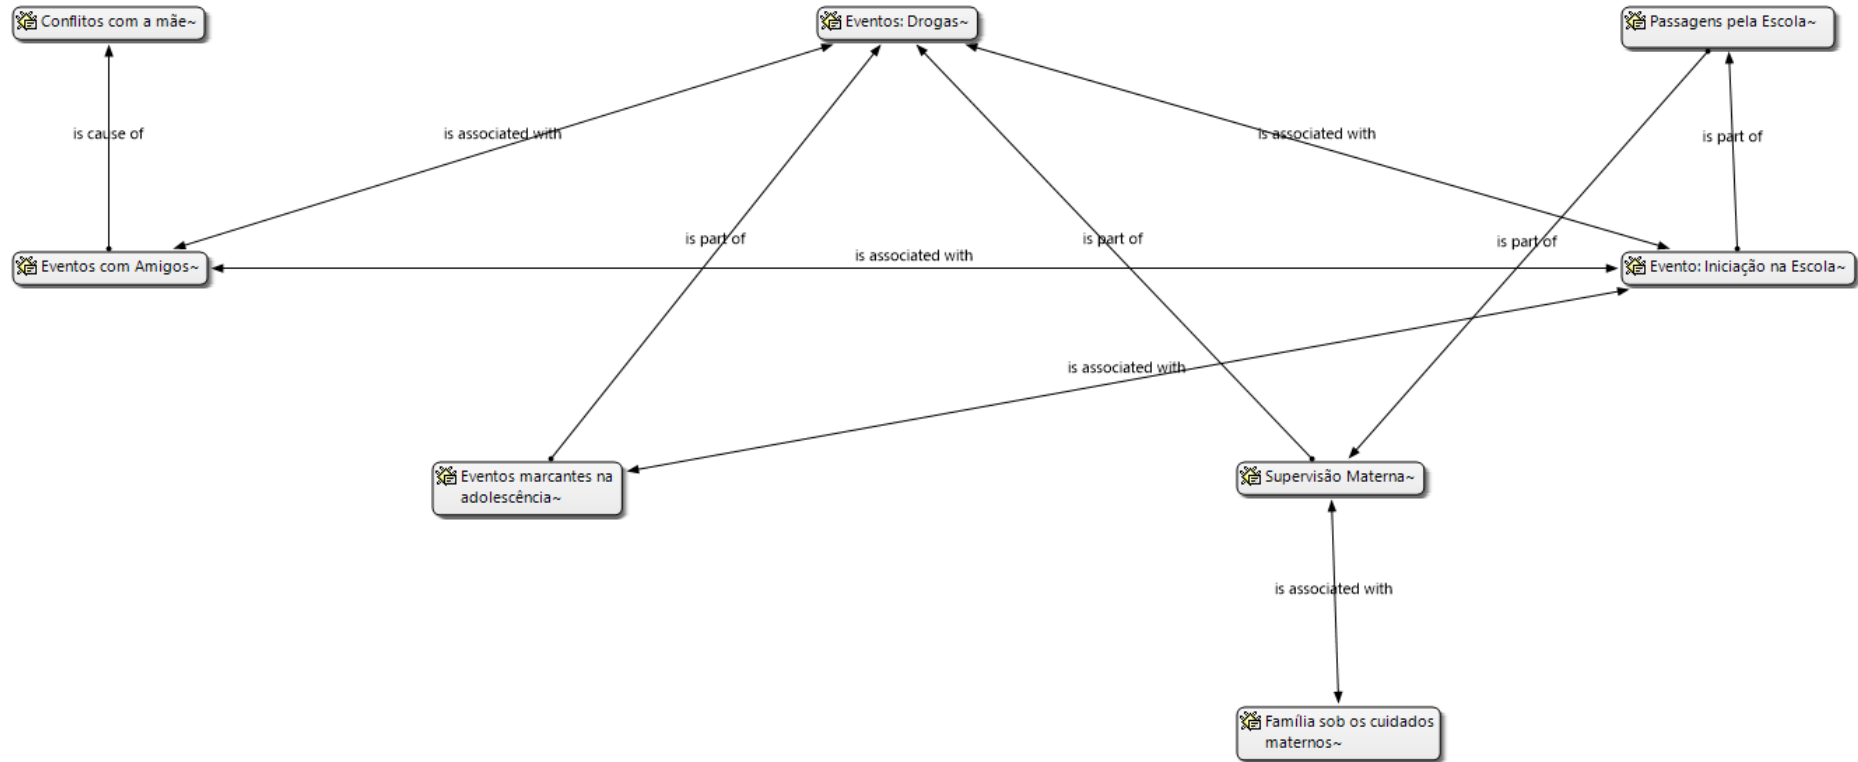 Conflitos com a mãe~
Eventos: Drogas~
Passagens pela Escola~
is cause of
is associated with
is associated with
is part of
is part of
is part of
is part of
is associated with
Eventos com Amigos~
Evento: Iniciação na Escola~
is associated with
Eventos marcantes na
adolescência~
Supervisão Materna~
is associated with
Família sob os cuidados
maternos~